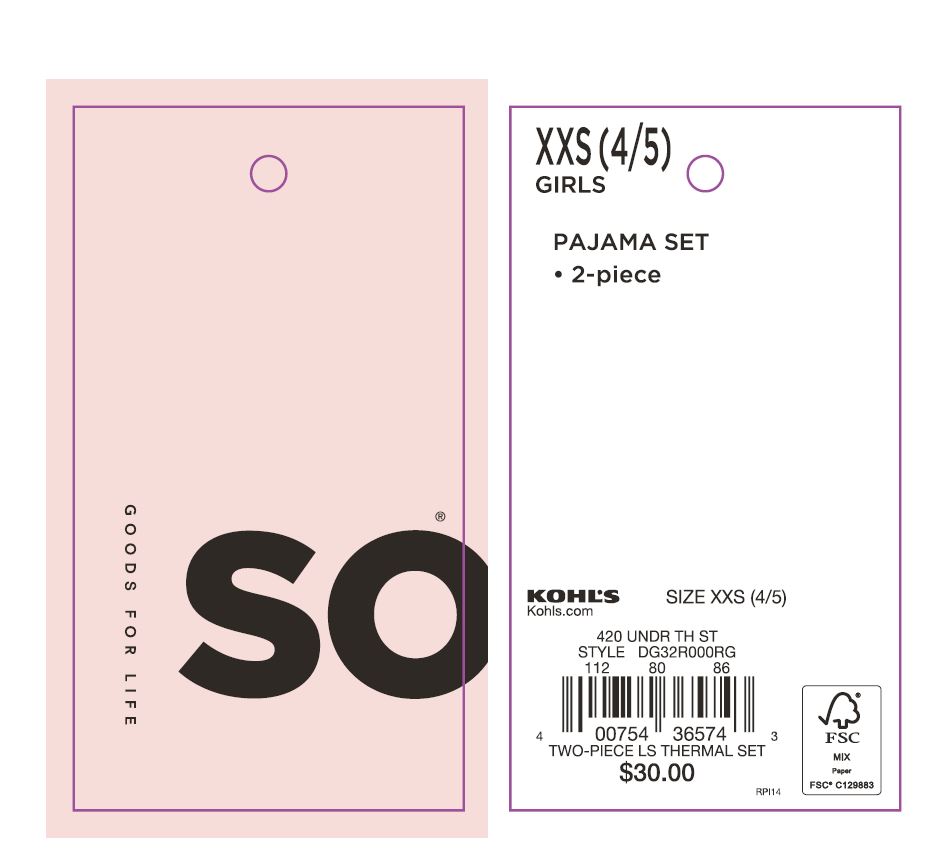 GOODS FOR LIFE
SO®
XXS (4/5)
GIRLS
PAJAMA SET
• 2-piece
KOHL'S
Kohls.com
SIZE XXS (4/5)
420 UNDR TH ST
STYLE DG32R000RG
112 80 86
4 00754 36574 3
TWO-PIECE LS THERMAL SET
$30.00
RPI14
®
FSC
MIX
Paper
FSC® C129883